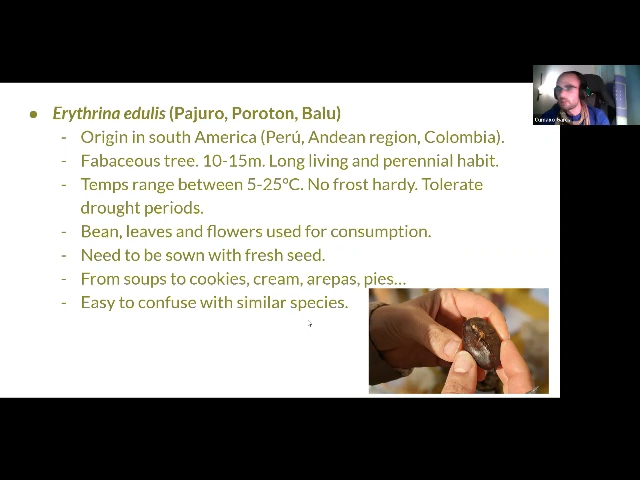 ● Erythrina edulis (Pajuro, Poroton, Balu)
- Origin in south America (Perú, Andean region, Colombia).
- Fabaceous tree. 10-15m. Long living and perennial habit.
- Temps range between 5-25ºC. No frost hardy. Tolerate
drought periods.
- Bean, leaves and flowers used for consumption.
- Need to be sown with fresh seed.
- From soups to cookies, cream, arepas, pies...
- Easy to confuse with similar species.